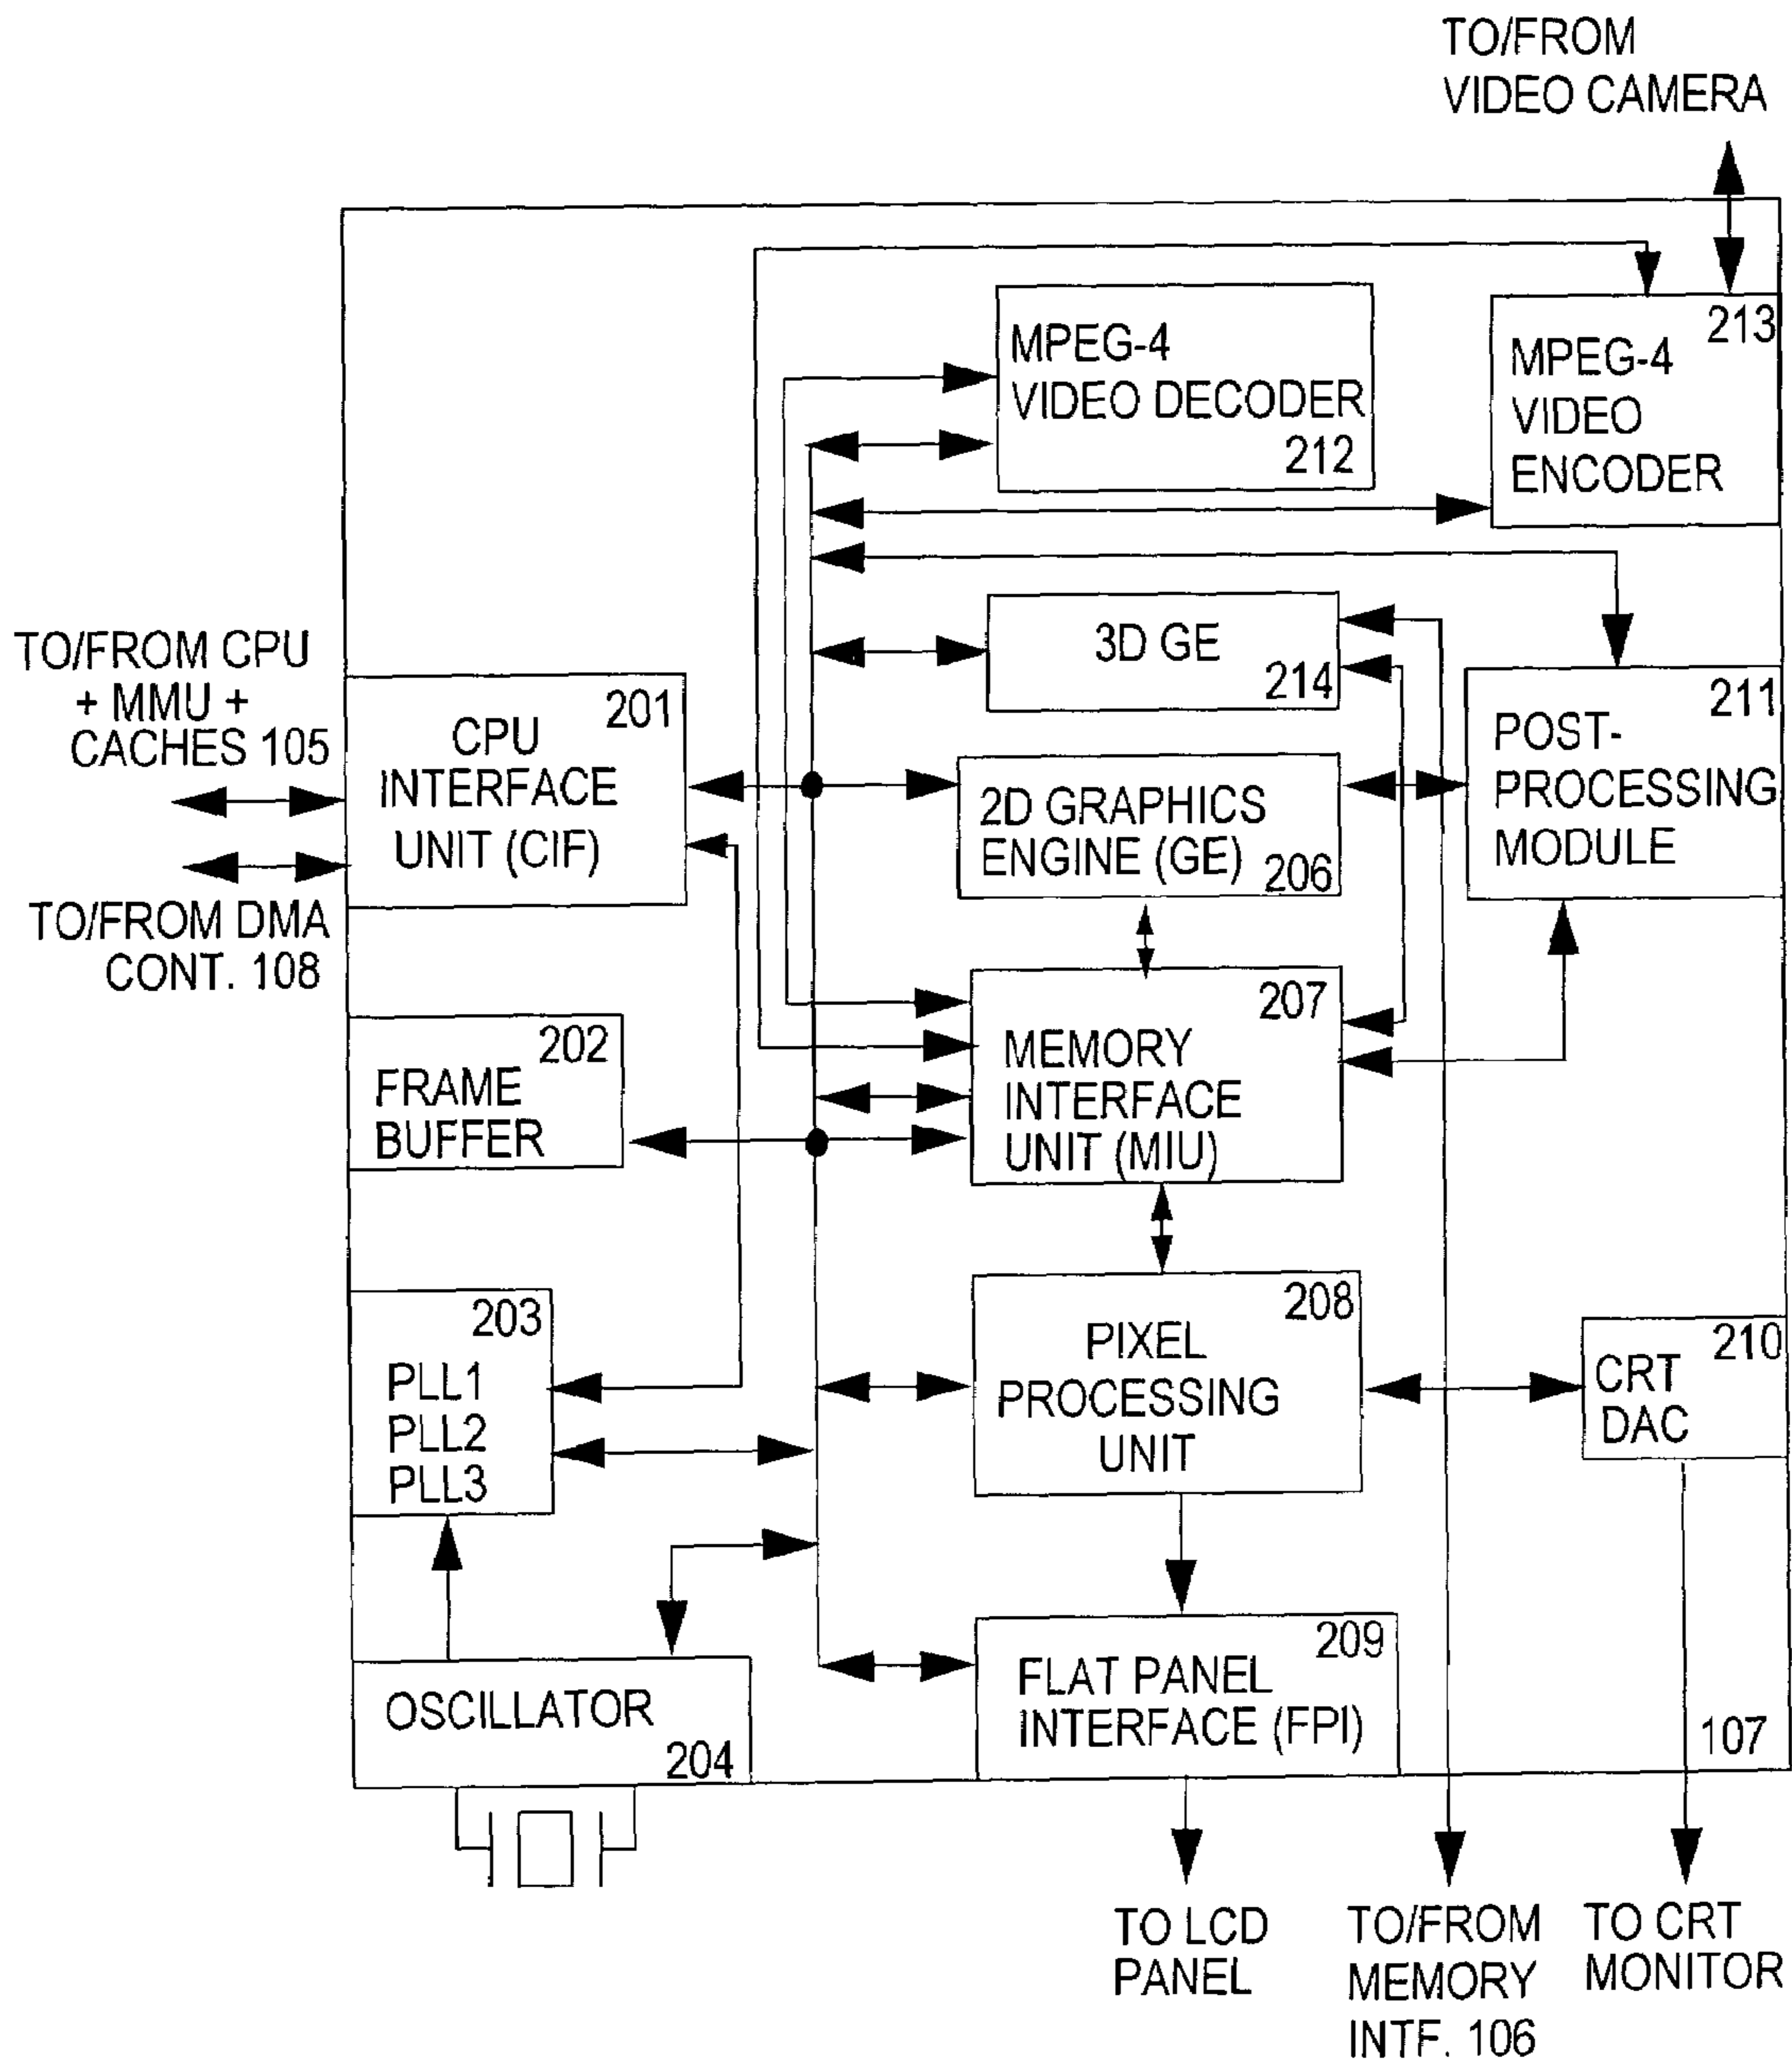 TO/FROM
VIDEO CAMERA
213
MPEG-4
VIDEO
ENCODER
MPEG-4
VIDEO DECODER
212
3D GE
214
TO/FROM CPU
+ MMU +
CACHES 105
201
CPU
INTERFACE
UNIT (CIF)
211
POST-
PROCESSING
MODULE
2D GRAPHICS
ENGINE (GE)
206
TO/FROM DMA
CONT. 108
207
MEMORY
INTERFACE
UNIT (MIU)
202
FRAME
BUFFER
208
PIXEL
PROCESSING
UNIT
203
PLL1
PLL2
PLL3
210
CRT
DAC
209
FLAT PANEL
INTERFACE (FPI)
OSCILLATOR
204
107
TO LCD
PANEL
TO/FROM
MEMORY
INTF. 106
TO CRT
MONITOR